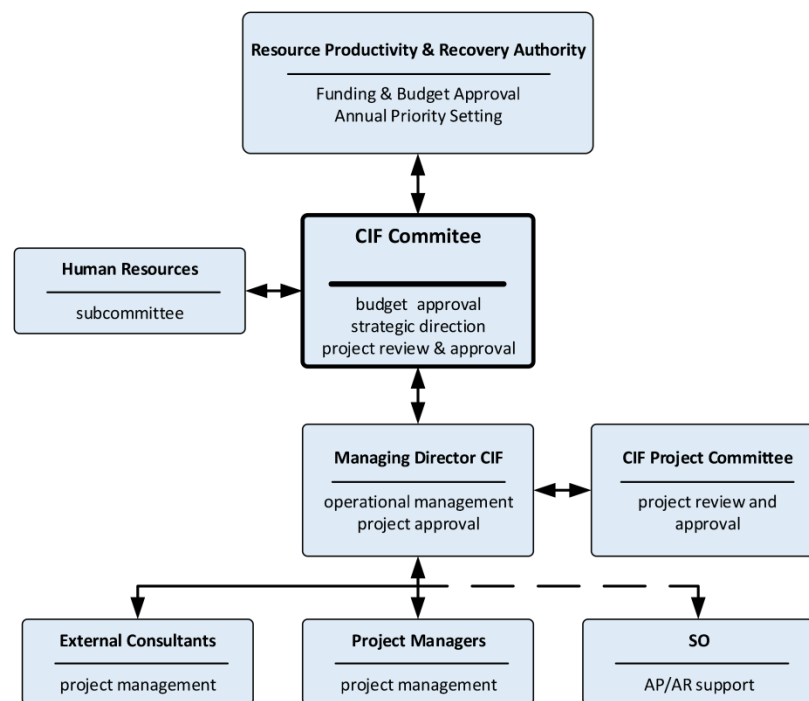 Resource Productivity & Recovery Authority
Funding & Budget Approval
Annual Priority Setting
CIF Commitee
budget approval
strategic direction
project review & approval
Human Resources
subcommittee
Managing Director CIF
operational management
project approval
CIF Project Committee
project review and
approval
External Consultants
project management
Project Managers
project management
SO
AP/AR support